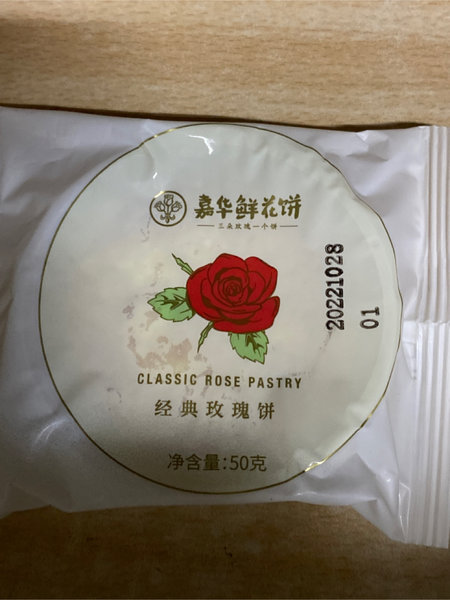 嘉华鲜花饼
三朵玫瑰一个饼
20221028
01
CLASSIC ROSE PASTRY
经典玫瑰饼
净含量:50克